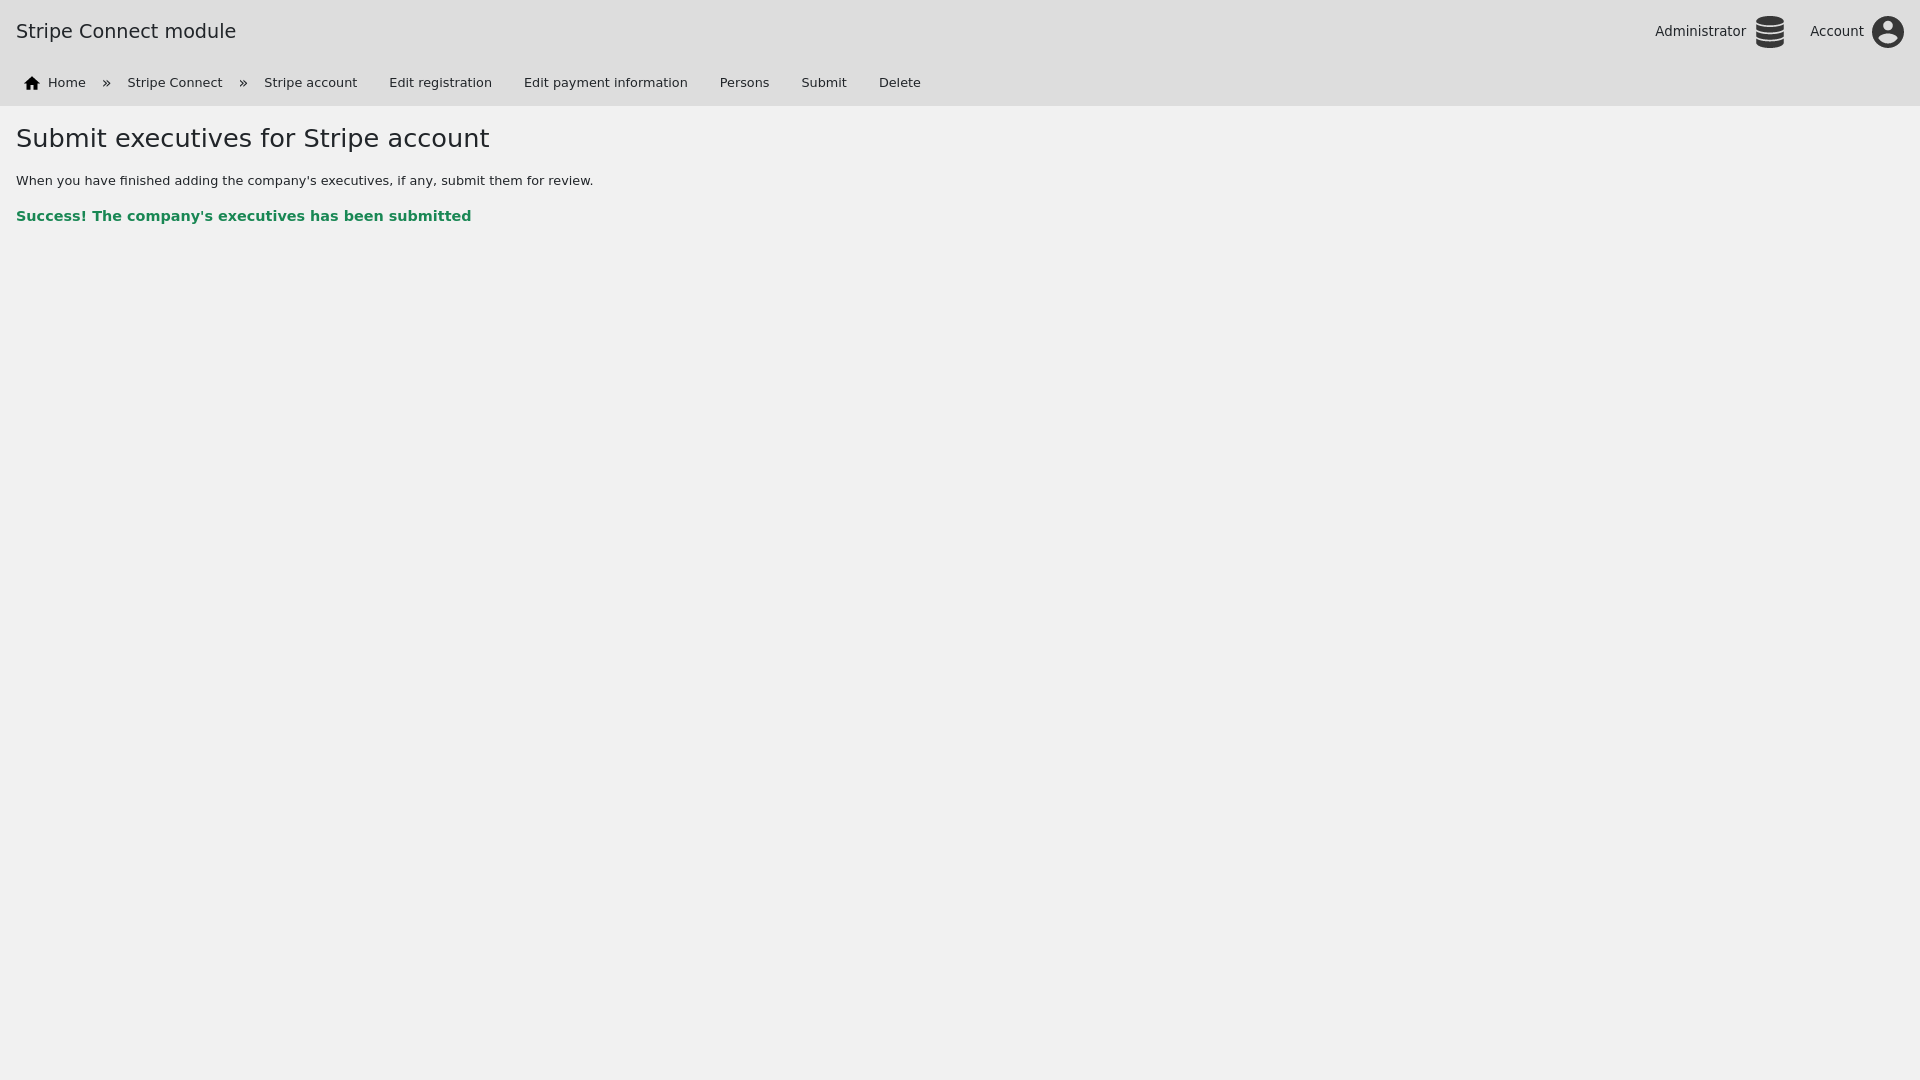 Stripe Connect module
Administrator
Account
Home » Stripe Connect » Stripe account Edit registration Edit payment information Persons Submit Delete
Submit executives for Stripe account
When you have finished adding the company's executives, if any, submit them for review.
Success! The company's executives has been submitted